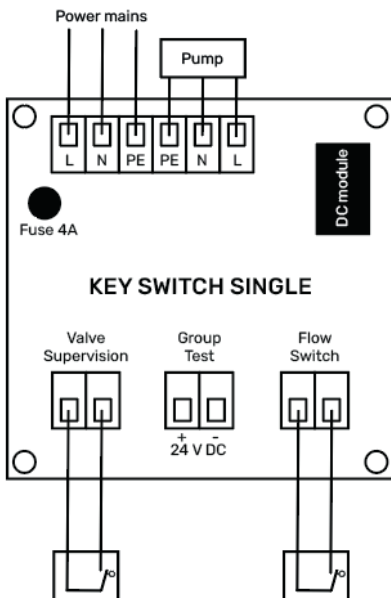 Power mains
Pump
L N PE PE N L
DC module
Fuse 4A
KEY SWITCH SINGLE
Valve
Supervision
Group
Test
Flow
Switch
+ -
24 V DC